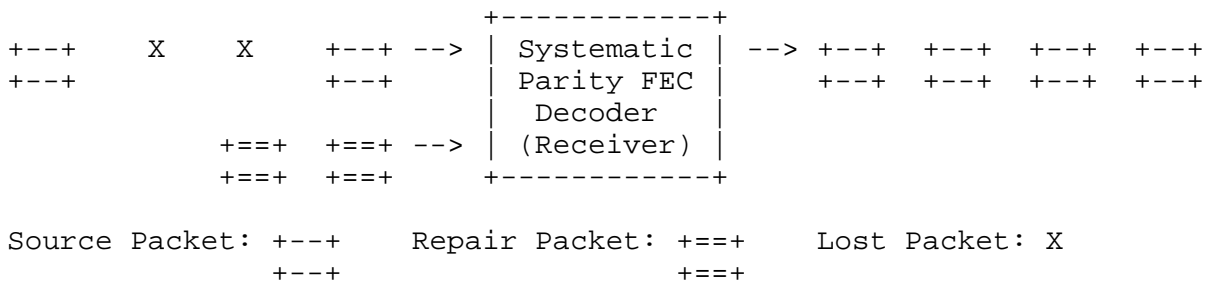 +------------+
+--+    X    X    +--+ -->  | Systematic | --> +--+  +--+  +--+  +--+
+--+              +--+      | Parity FEC |     +--+  +--+  +--+  +--+
                            |  Decoder   |
            +==+  +==+ -->  | (Receiver) |
            +==+  +==+      +------------+

Source Packet: +--+    Repair Packet: +==+    Lost Packet: X
               +--+                   +==+